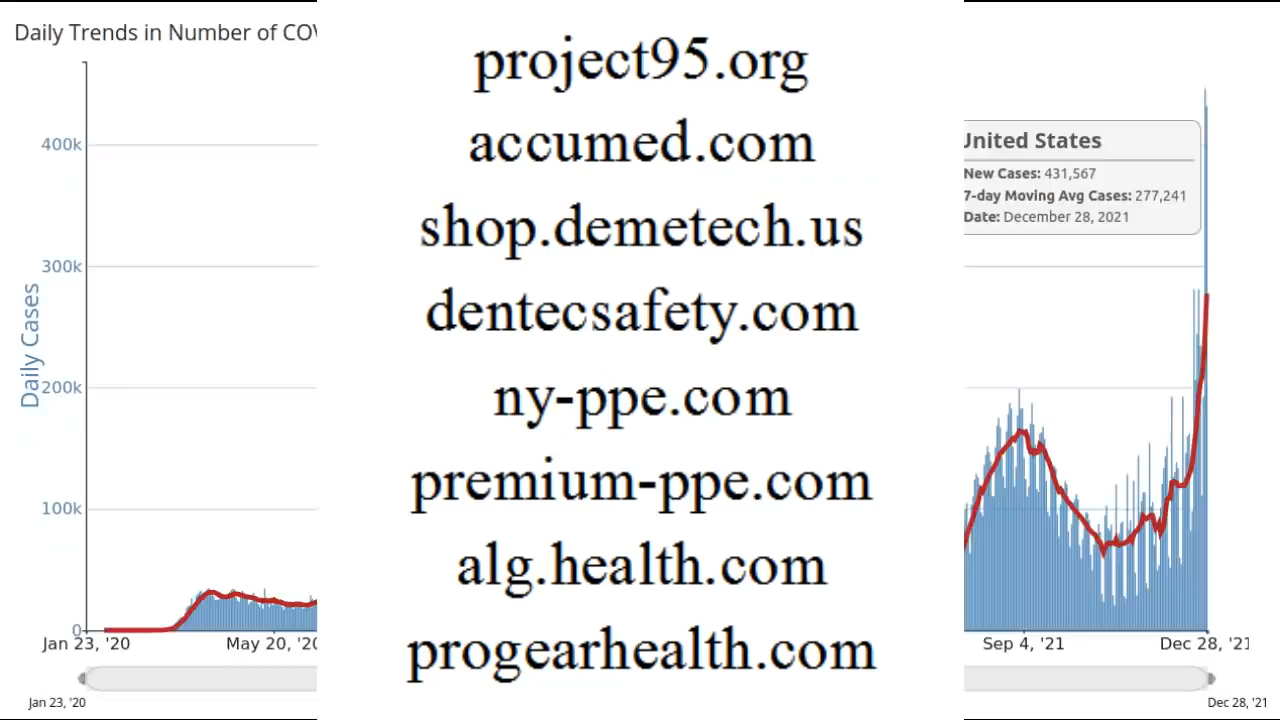 Daily Trends in Number of COV
project95.org
accumed.com
shop.demetech.us
dentecsafety.com
ny-ppe.com
premium-ppe.com
alg.health.com
progearhealth.com
United States
New Cases: 431,567
7-day Moving Avg Cases: 277,241
Date: December 28, 2021
Daily Cases
400k
300k
200k
100k
0
Jan 23, '20
May 20, '20
Sep 4, '21
Dec 28, '21
Jan 23, '20
Dec 28, '21